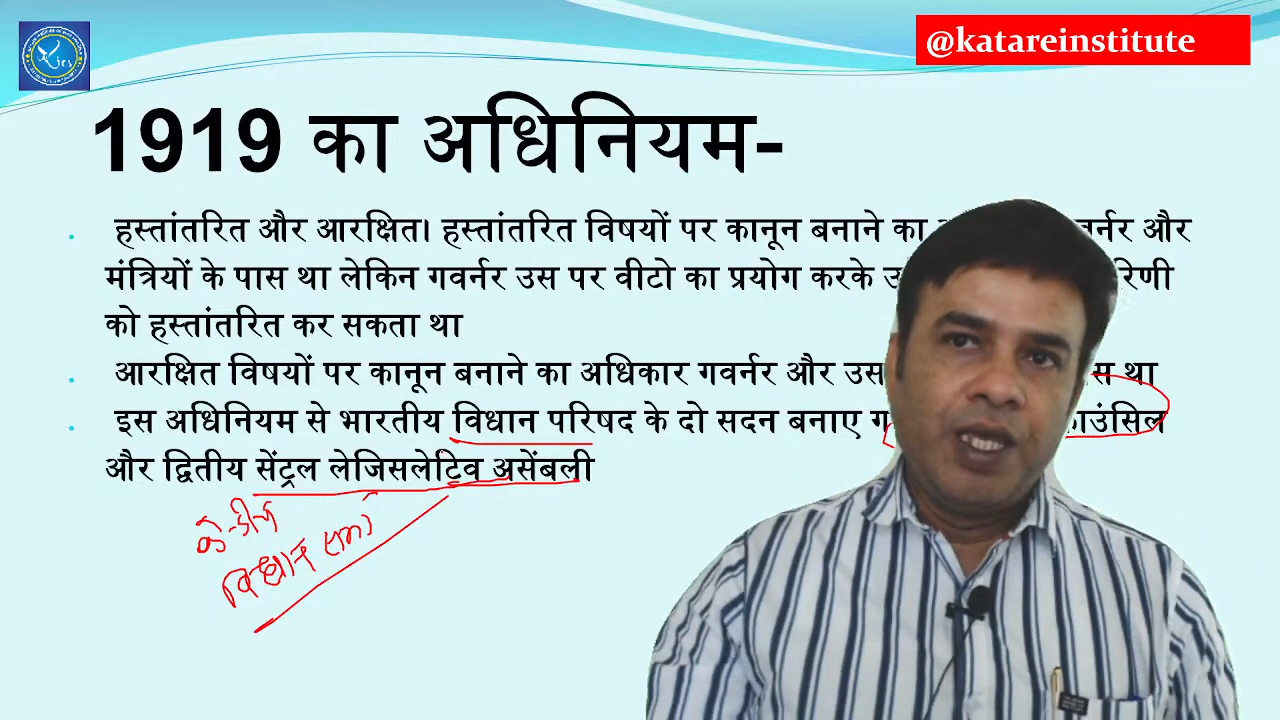 @katareinstitute
1919 का अधिनियम-
हस्तांतरित और आरक्षित। हस्तांतरित विषयों पर कानून बनाने का और
मंत्रियों के पास था लेकिन गवर्नर उस पर वीटो का प्रयोग करके
को हस्तांतरित कर सकता था
आरक्षित विषयों पर कानून बनाने का अधिकार गवर्नर और था
इस अधिनियम से भारतीय विधान परिषद के दो सदन बनाए
और द्वितीय सेंट्रल लेजिसलेटिव असेंबली
विधान सभा